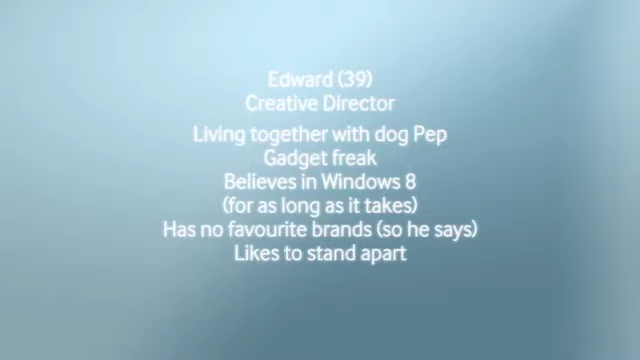 Edward (39)
Creative Director
Living together with dog Pep
Gadget freak
Believes in Windows 8
(for as long as it takes)
Has no favourite brands (so he says)
Likes to stand apart